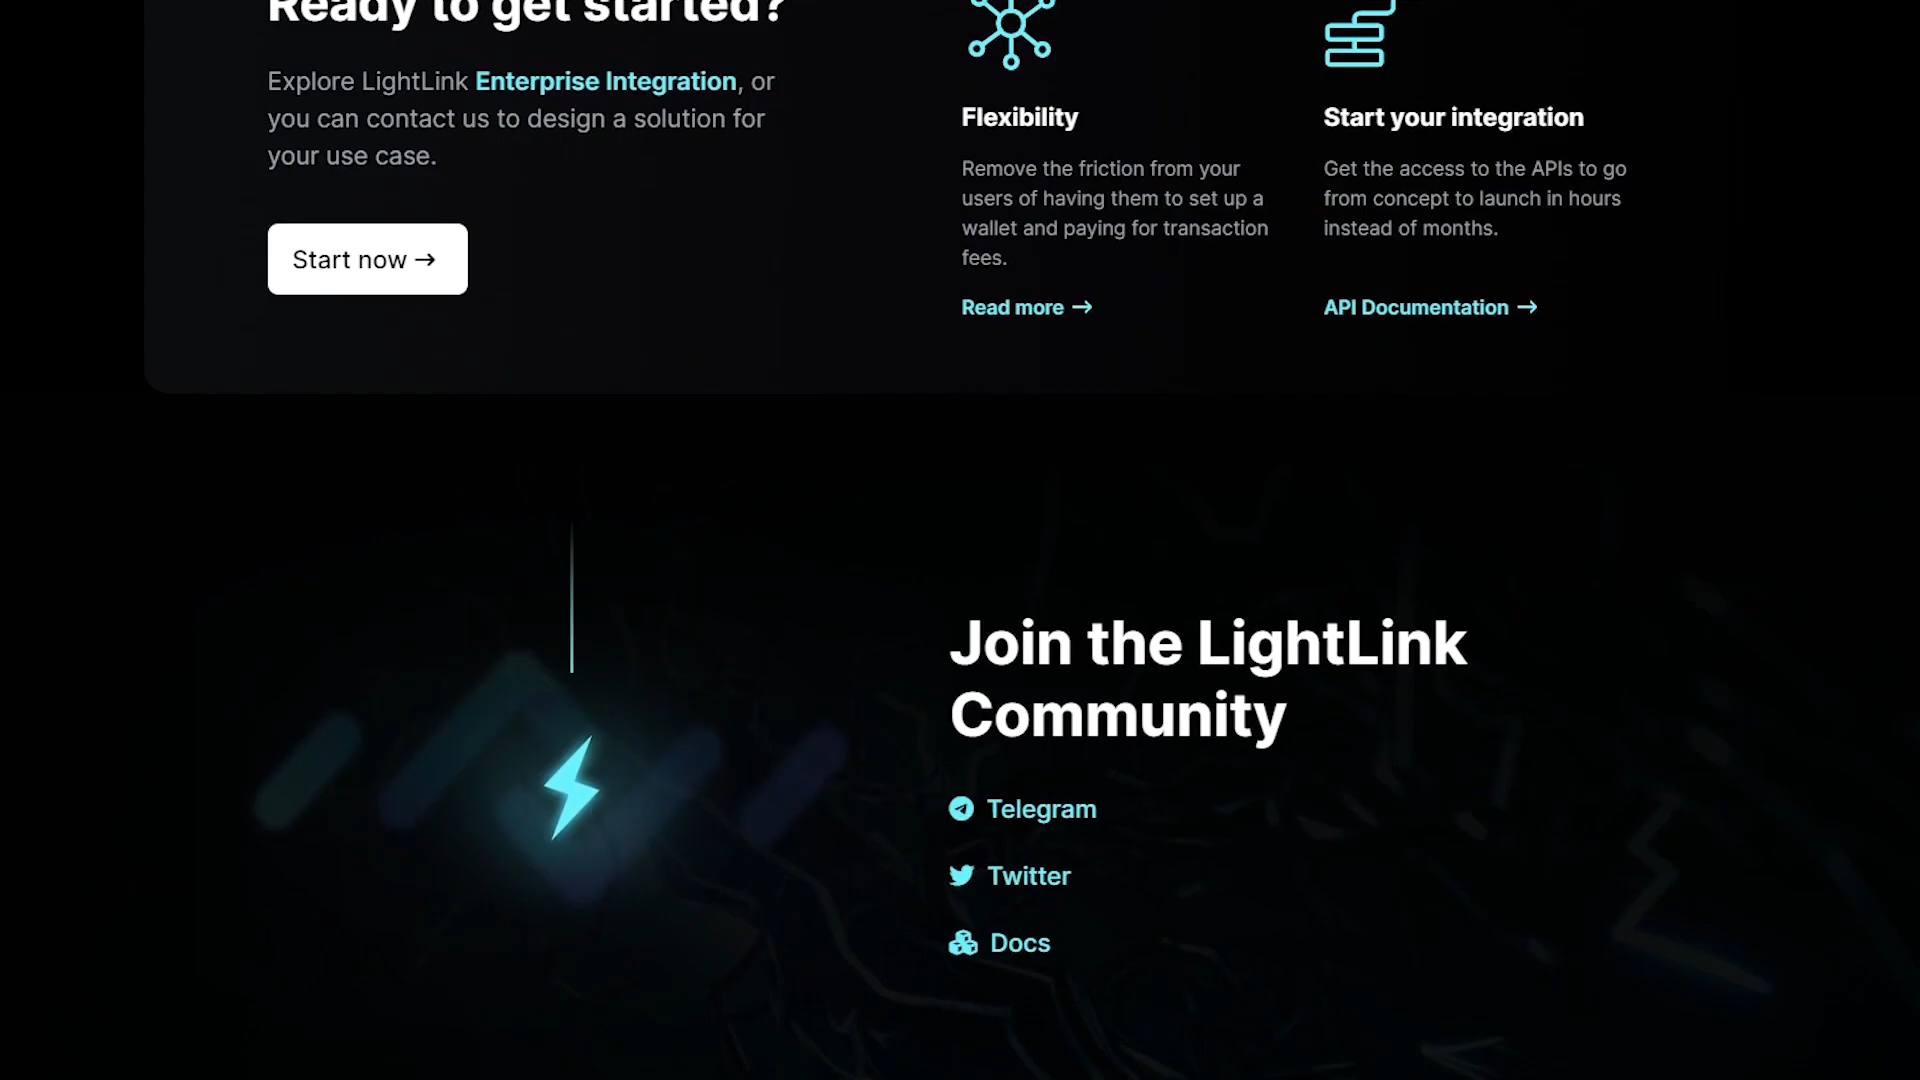 Ready to get started?
Explore LightLink Enterprise Integration, or
you can contact us to design a solution for
your use case.
Start now →
Flexibility
Remove the friction from your
users of having them to set up a
wallet and paying for transaction
fees.
Read more →
Start your integration
Get the access to the APIs to go
from concept to launch in hours
instead of months.
API Documentation →
Join the LightLink
Community
Telegram
Twitter
Docs